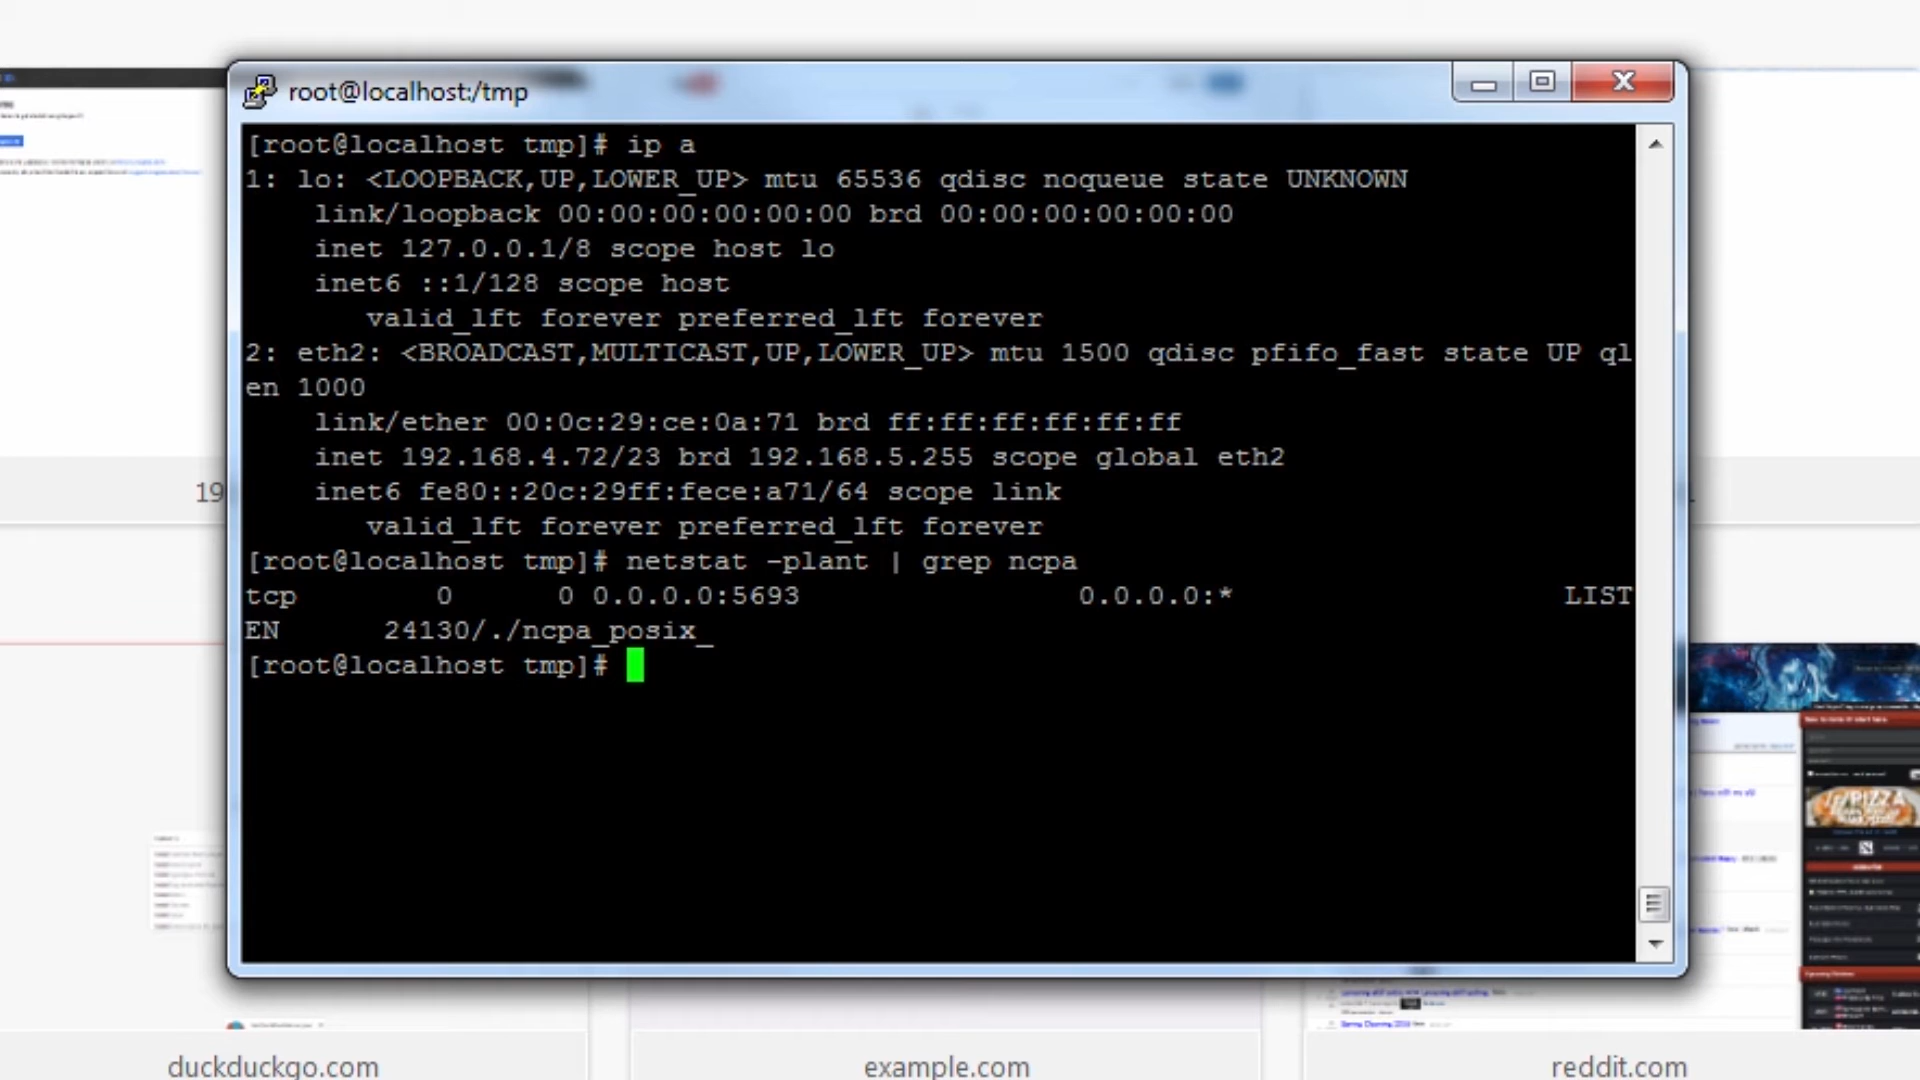 root@localhost:/tmp
[root@localhost tmp]# ip a
1: lo: <LOOPBACK,UP,LOWER_UP> mtu 65536 qdisc noqueue state UNKNOWN
    link/loopback 00:00:00:00:00:00 brd 00:00:00:00:00:00
    inet 127.0.0.1/8 scope host lo
    inet6 ::1/128 scope host
       valid_lft forever preferred_lft forever
2: eth2: <BROADCAST,MULTICAST,UP,LOWER_UP> mtu 1500 qdisc pfifo_fast state UP ql
en 1000
    link/ether 00:0c:29:ce:0a:71 brd ff:ff:ff:ff:ff:ff
    inet 192.168.4.72/23 brd 192.168.5.255 scope global eth2
    inet6 fe80::20c:29ff:fece:a71/64 scope link
       valid_lft forever preferred_lft forever
[root@localhost tmp]# netstat -plant | grep ncpa
tcp        0      0 0.0.0.0:5693                0.0.0.0:*                   LIST
EN      24130/./ncpa_posix_
[root@localhost tmp]#
19
PIZZA
duckduckgo.com
example.com
reddit.com